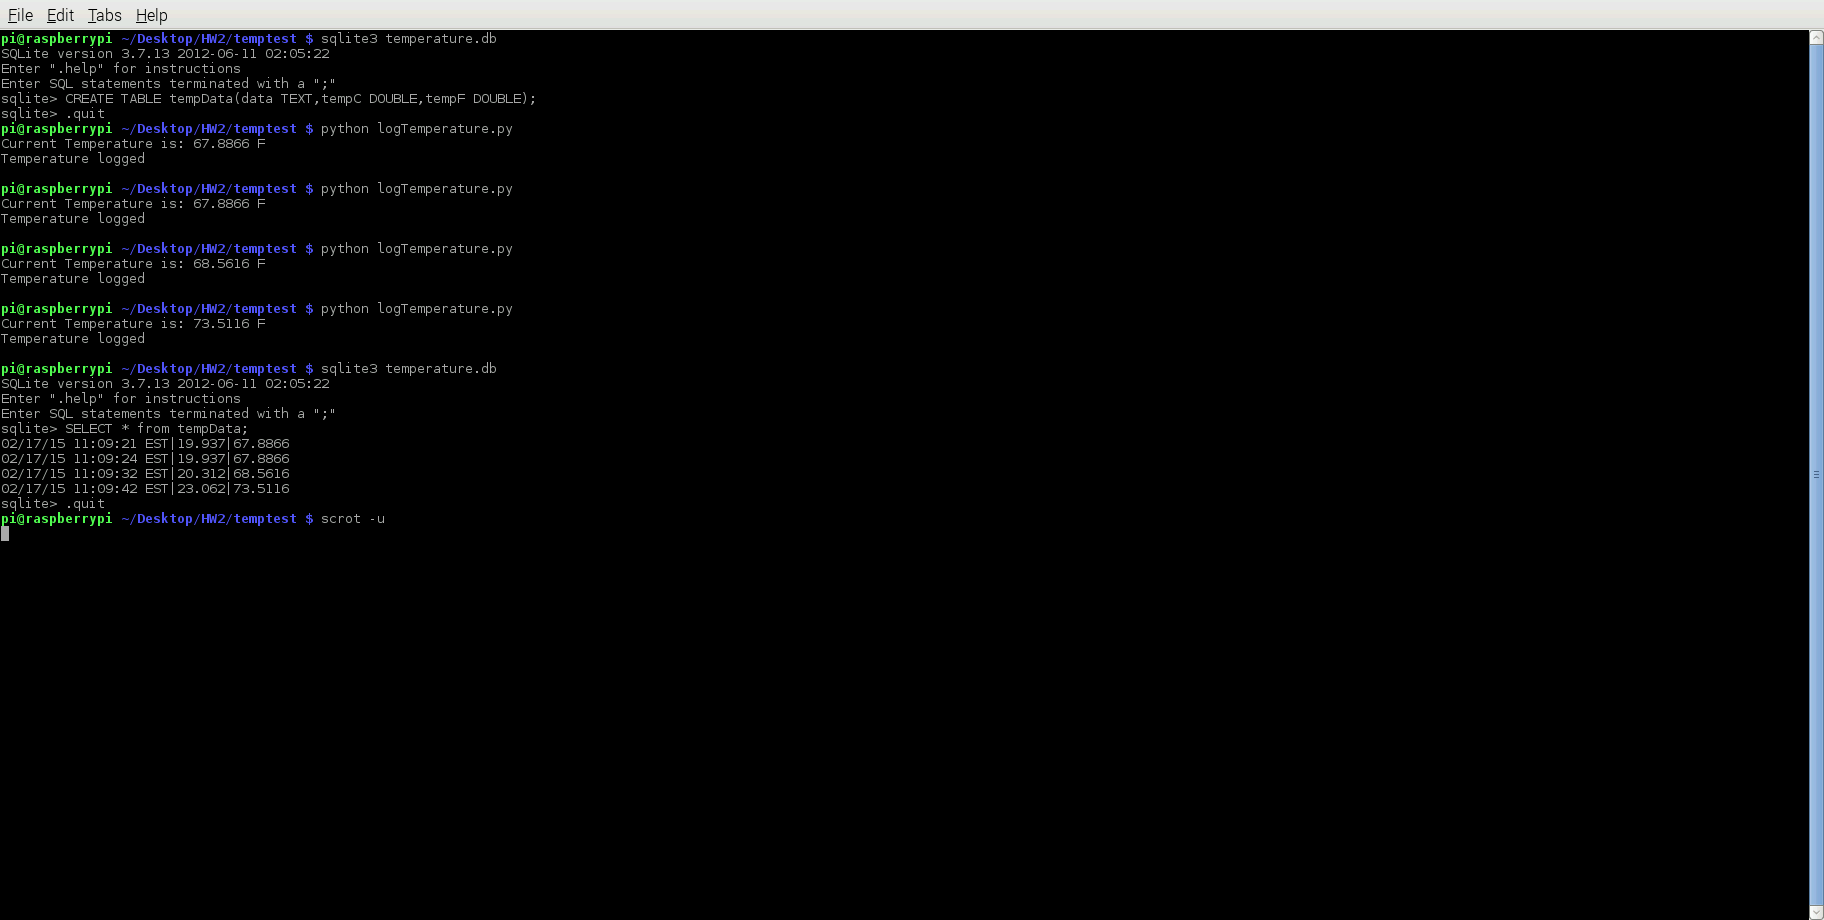 File Edit Tabs Help
pi@raspberrypi ~/Desktop/HW2/temptest $ sqlite3 temperature.db
SQLite version 3.7.13 2012-06-11 02:05:22
Enter ".help" for instructions
Enter SQL statements terminated with a ";"
sqlite> CREATE TABLE tempData(data TEXT,tempC DOUBLE,tempF DOUBLE);
sqlite> .quit
pi@raspberrypi ~/Desktop/HW2/temptest $ python logTemperature.py
Current Temperature is: 67.8866 F
Temperature logged
pi@raspberrypi ~/Desktop/HW2/temptest $ python logTemperature.py
Current Temperature is: 67.8866 F
Temperature logged
pi@raspberrypi ~/Desktop/HW2/temptest $ python logTemperature.py
Current Temperature is: 68.5616 F
Temperature logged
pi@raspberrypi ~/Desktop/HW2/temptest $ python logTemperature.py
Current Temperature is: 73.5116 F
Temperature logged
pi@raspberrypi ~/Desktop/HW2/temptest $ sqlite3 temperature.db
SQLite version 3.7.13 2012-06-11 02:05:22
Enter ".help" for instructions
Enter SQL statements terminated with a ";"
sqlite> SELECT * from tempData;
02/17/15 11:09:21 EST|19.937|67.8866
02/17/15 11:09:24 EST|19.937|67.8866
02/17/15 11:09:32 EST|20.312|68.5616
02/17/15 11:09:42 EST|23.062|73.5116
sqlite> .quit
pi@raspberrypi ~/Desktop/HW2/temptest $ scrot -u